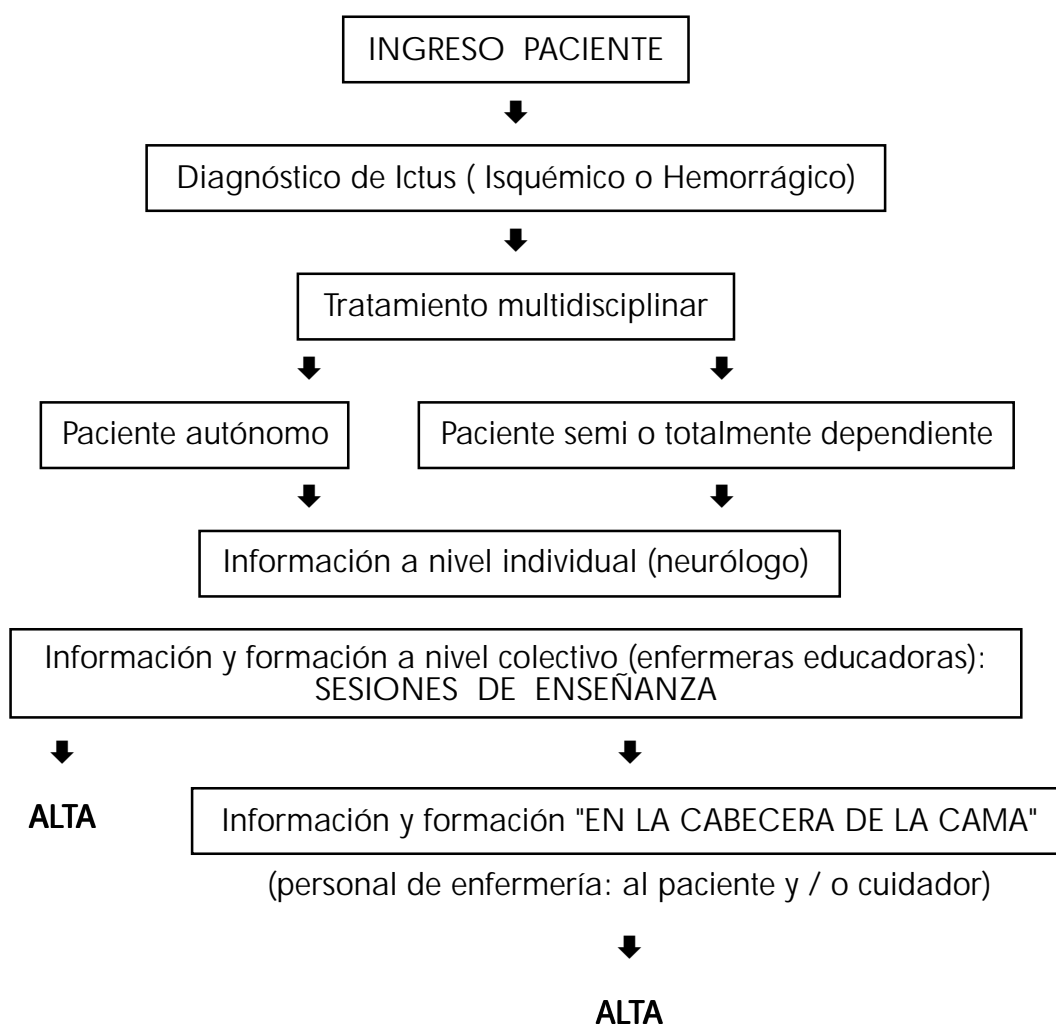 INGRESO PACIENTE
Diagnóstico de Ictus ( Isquémico o Hemorrágico)
Tratamiento multidisciplinar
Paciente autónomo
Paciente semi o totalmente dependiente
Información a nivel individual (neurólogo)
Información y formación a nivel colectivo (enfermeras educadoras):
SESIONES DE ENSEÑANZA
ALTA
Información y formación "EN LA CABECERA DE LA CAMA"
(personal de enfermería: al paciente y / o cuidador)
ALTA